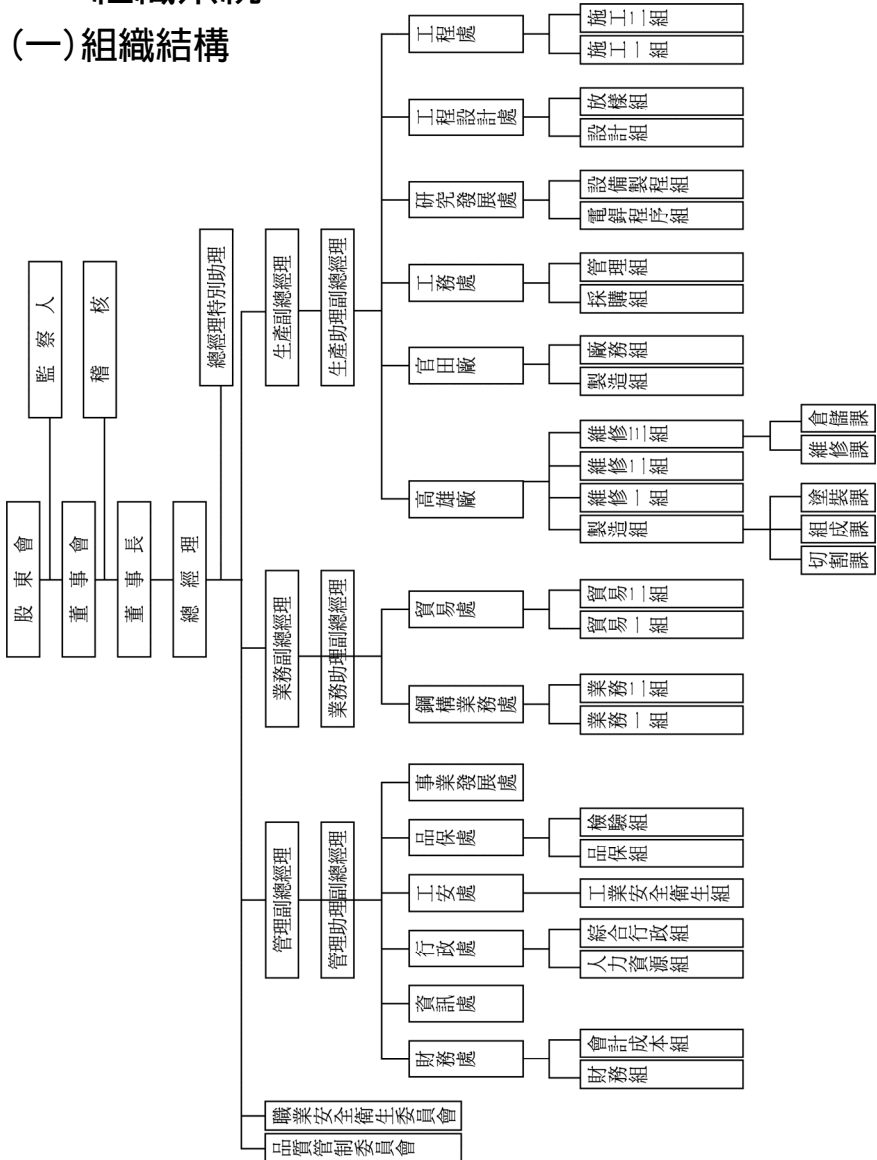 (一)組織結構
股東會
監察人
董事會
稽核
董事長
總經理
總經理特別助理
品質管制委員會
職業安全衛生委員會
管理副總經理
管理助理副總經理
財務處
財務組
會計成本組
資訊處
行政處
人力資源組
綜合行政組
工安處
工業安全衛生組
品保處
品保組
檢驗組
事業發展處
業務副總經理
業務助理副總經理
鋼構業務處
業務一組
業務二組
貿易處
貿易一組
貿易二組
生產副總經理
生產助理副總經理
高雄廠
製造組
切割課
組成課
塗裝課
維修一組
維修二組
維修三組
維修課
倉儲課
官田廠
製造組
廠務組
工務處
採購組
管理組
研究發展處
電銲程序組
設備製程組
工程設計處
設計組
放樣組
工程處
施工一組
施工二組